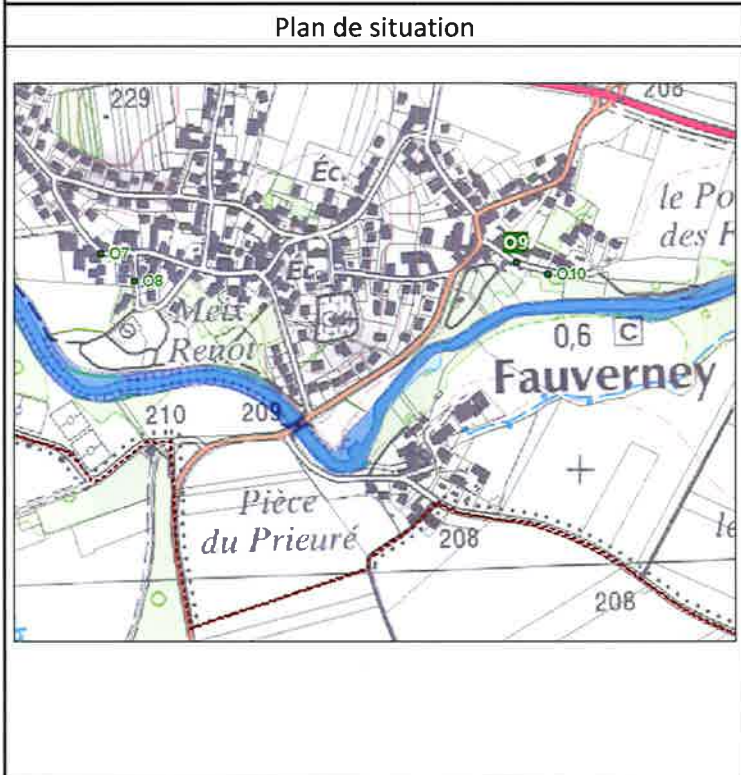 Plan de situation
229
208
Éc.
le Po
des F
O9
O7
O10
O8
Éc.
Meix
Renot
0,6 C
Fauverney
210
209
Pièce
du Prieuré
208
le
208